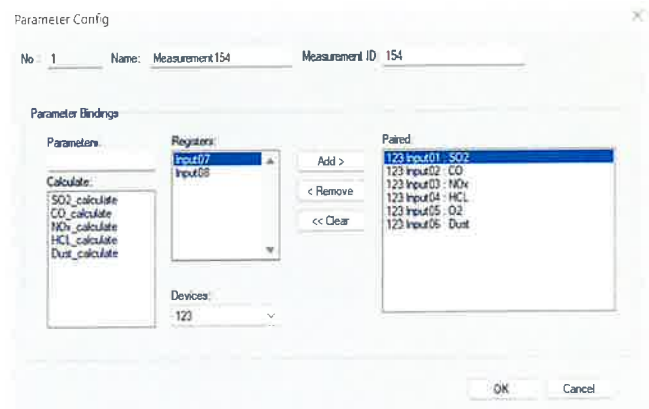 Parameter Config
No : 1 Name: Measurement154 Measurement ID 154
Parameter Bindings
Parameters:
Registers:
Input07
Input08
Calculate:
SO2_calculate
CO_calculate
NOx_calculate
HCL_calculate
Dust_calculate
Devices:
123
Add >
< Remove
<< Clear
Paired:
123 Input01 : SO2
123 Input02 : CO
123 Input03 : NOx
123 Input04 : HCL
123 Input05 : O2
123 Input06 : Dust
OK Cancel